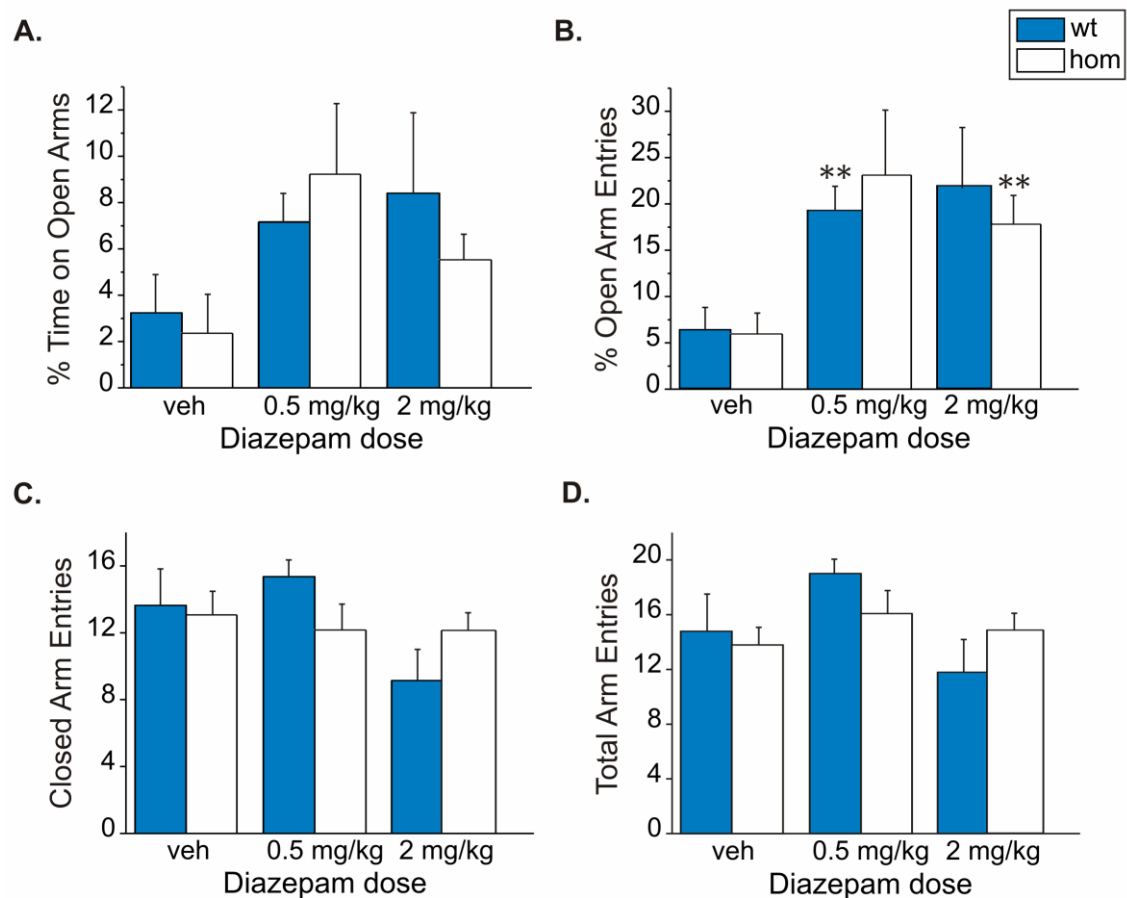 A.
% Time on Open Arms
12
10
8
6
4
2
0
veh 0.5 mg/kg 2 mg/kg
Diazepam dose
B.
wt
hom
% Open Arm Entries
30
25
20
15
10
5
0
**
**
veh 0.5 mg/kg 2 mg/kg
Diazepam dose
C.
Closed Arm Entries
16
12
8
4
0
veh 0.5 mg/kg 2 mg/kg
Diazepam dose
D.
Total Arm Entries
20
16
12
8
4
0
veh 0.5 mg/kg 2 mg/kg
Diazepam dose